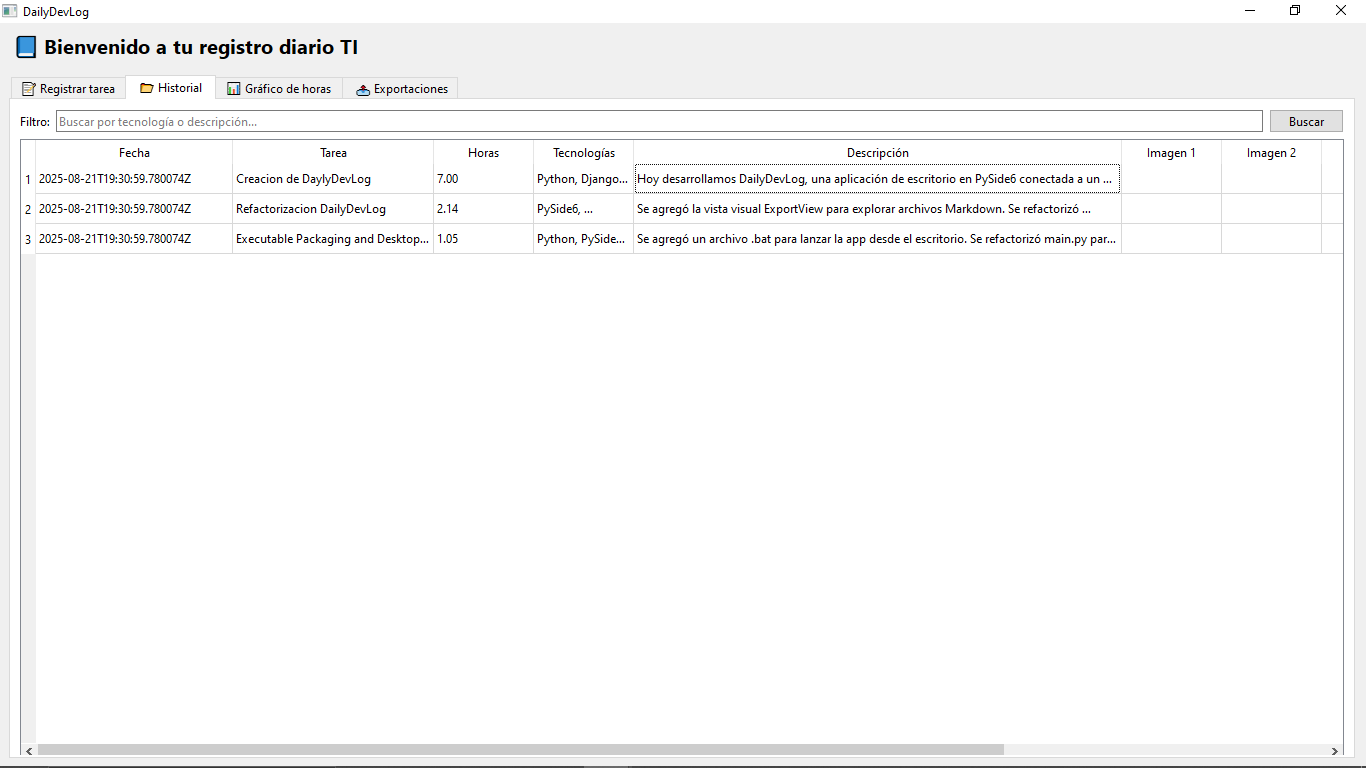 DailyDevLog
Bienvenido a tu registro diario TI
Registrar tarea Historial Gráfico de horas Exportaciones
Filtro: Buscar por tecnología o descripción... Buscar
Fecha Tarea Horas Tecnologías Descripción Imagen 1 Imagen 2
1 2025-08-21T19:30:59.780074Z Creacion de DaylyDevLog 7.00 Python, Django... Hoy desarrollamos DailyDevLog, una aplicación de escritorio en PySide6 conectada a un ...
2 2025-08-21T19:30:59.780074Z Refactorizacion DailyDevLog 2.14 PySide6, ... Se agregó la vista visual ExportView para explorar archivos Markdown. Se refactorizó ...
3 2025-08-21T19:30:59.780074Z Executable Packaging and Desktop... 1.05 Python, PySide... Se agregó un archivo .bat para lanzar la app desde el escritorio. Se refactorizó main.py par...